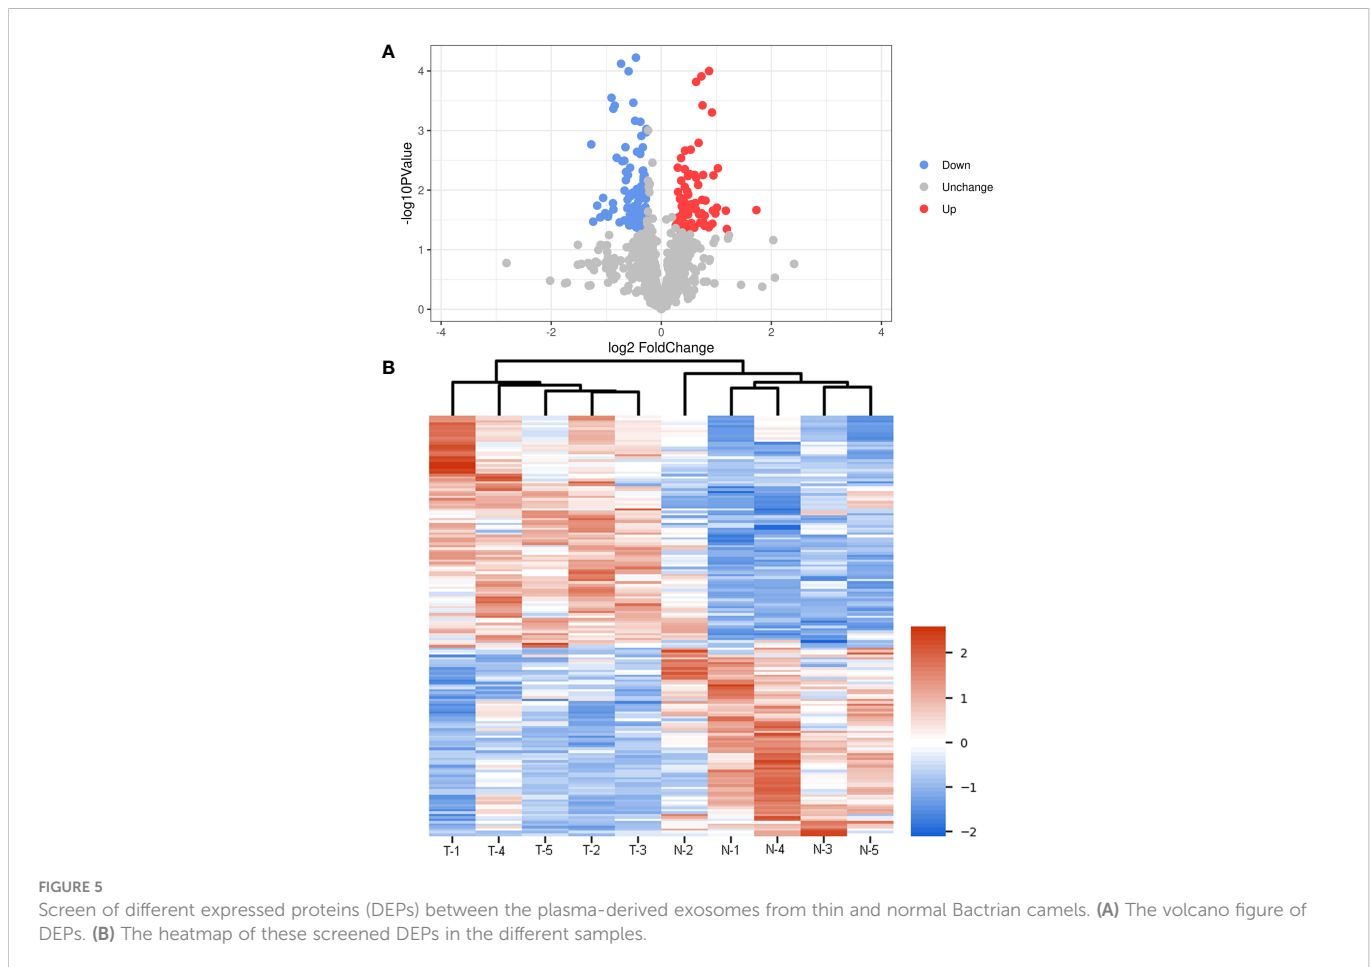 A
4
3
2
1
0
-log10PValue
-4
-2
0
2
4
log2 FoldChange
Down
Unchange
Up
B
2
1
0
−1
−2
T-1
T-4
T-5
T-2
T-3
N-2
N-1
N-4
N-3
N-5
FIGURE 5
Screen of different expressed proteins (DEPs) between the plasma-derived exosomes from thin and normal Bactrian camels. (A) The volcano figure of
DEPs. (B) The heatmap of these screened DEPs in the different samples.